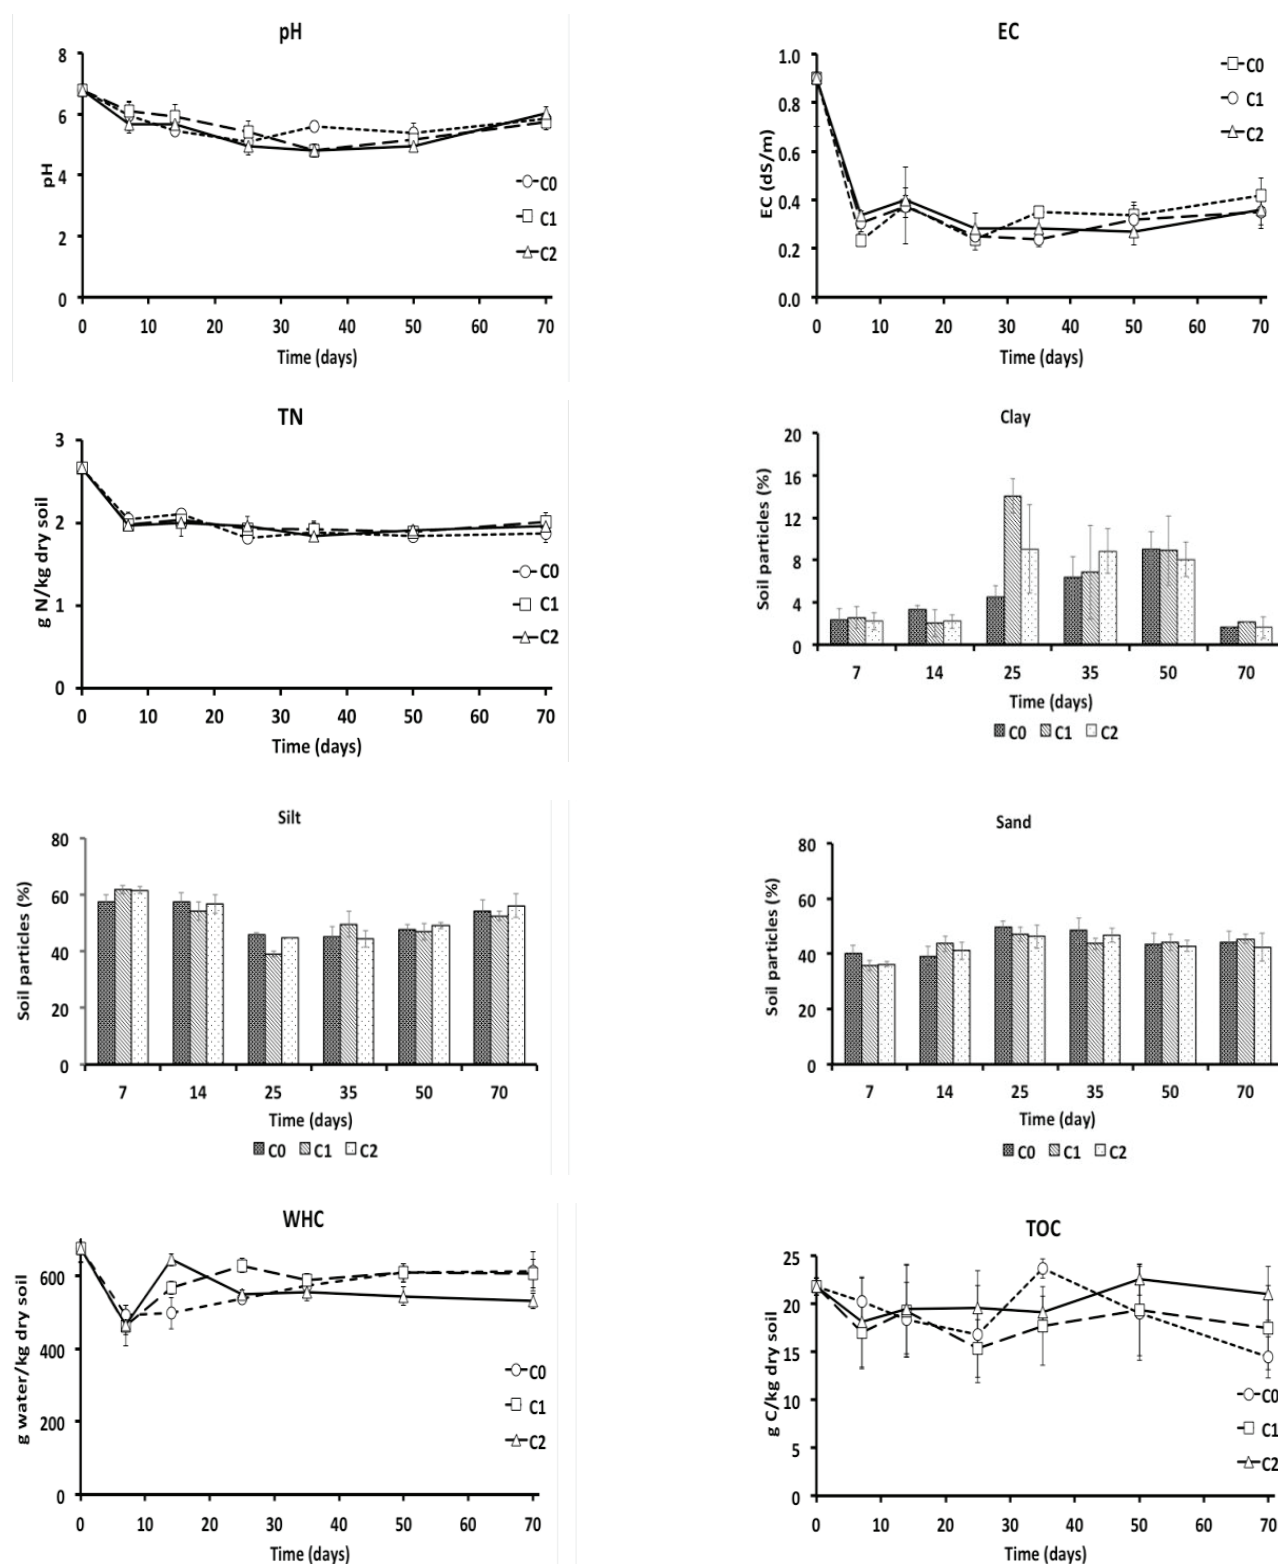 pH
EC
8
6
4
2
0
pH
0 10 20 30 40 50 60 70
Time (days)
C0
C1
C2
1.0
0.8
0.6
0.4
0.2
0.0
EC (dS/m)
0 10 20 30 40 50 60 70
Time (days)
C0
C1
C2
TN
3
2
1
0
g N/kg dry soil
0 10 20 30 40 50 60 70
Time (days)
C0
C1
C2
Clay
20
16
12
8
4
0
Soil particles (%)
7 14 25 35 50 70
Time (days)
C0 C1 C2
Silt
80
60
40
20
0
Soil particles (%)
7 14 25 35 50 70
Time (days)
C0 C1 C2
Sand
80
60
40
20
0
Soil particles (%)
7 14 25 35 50 70
Time (day)
C0 C1 C2
WHC
600
400
200
0
g water/kg dry soil
0 10 20 30 40 50 60 70
Time (days)
C0
C1
C2
TOC
25
20
15
10
5
0
g C/kg dry soil
0 10 20 30 40 50 60 70
Time (days)
C0
C1
C2